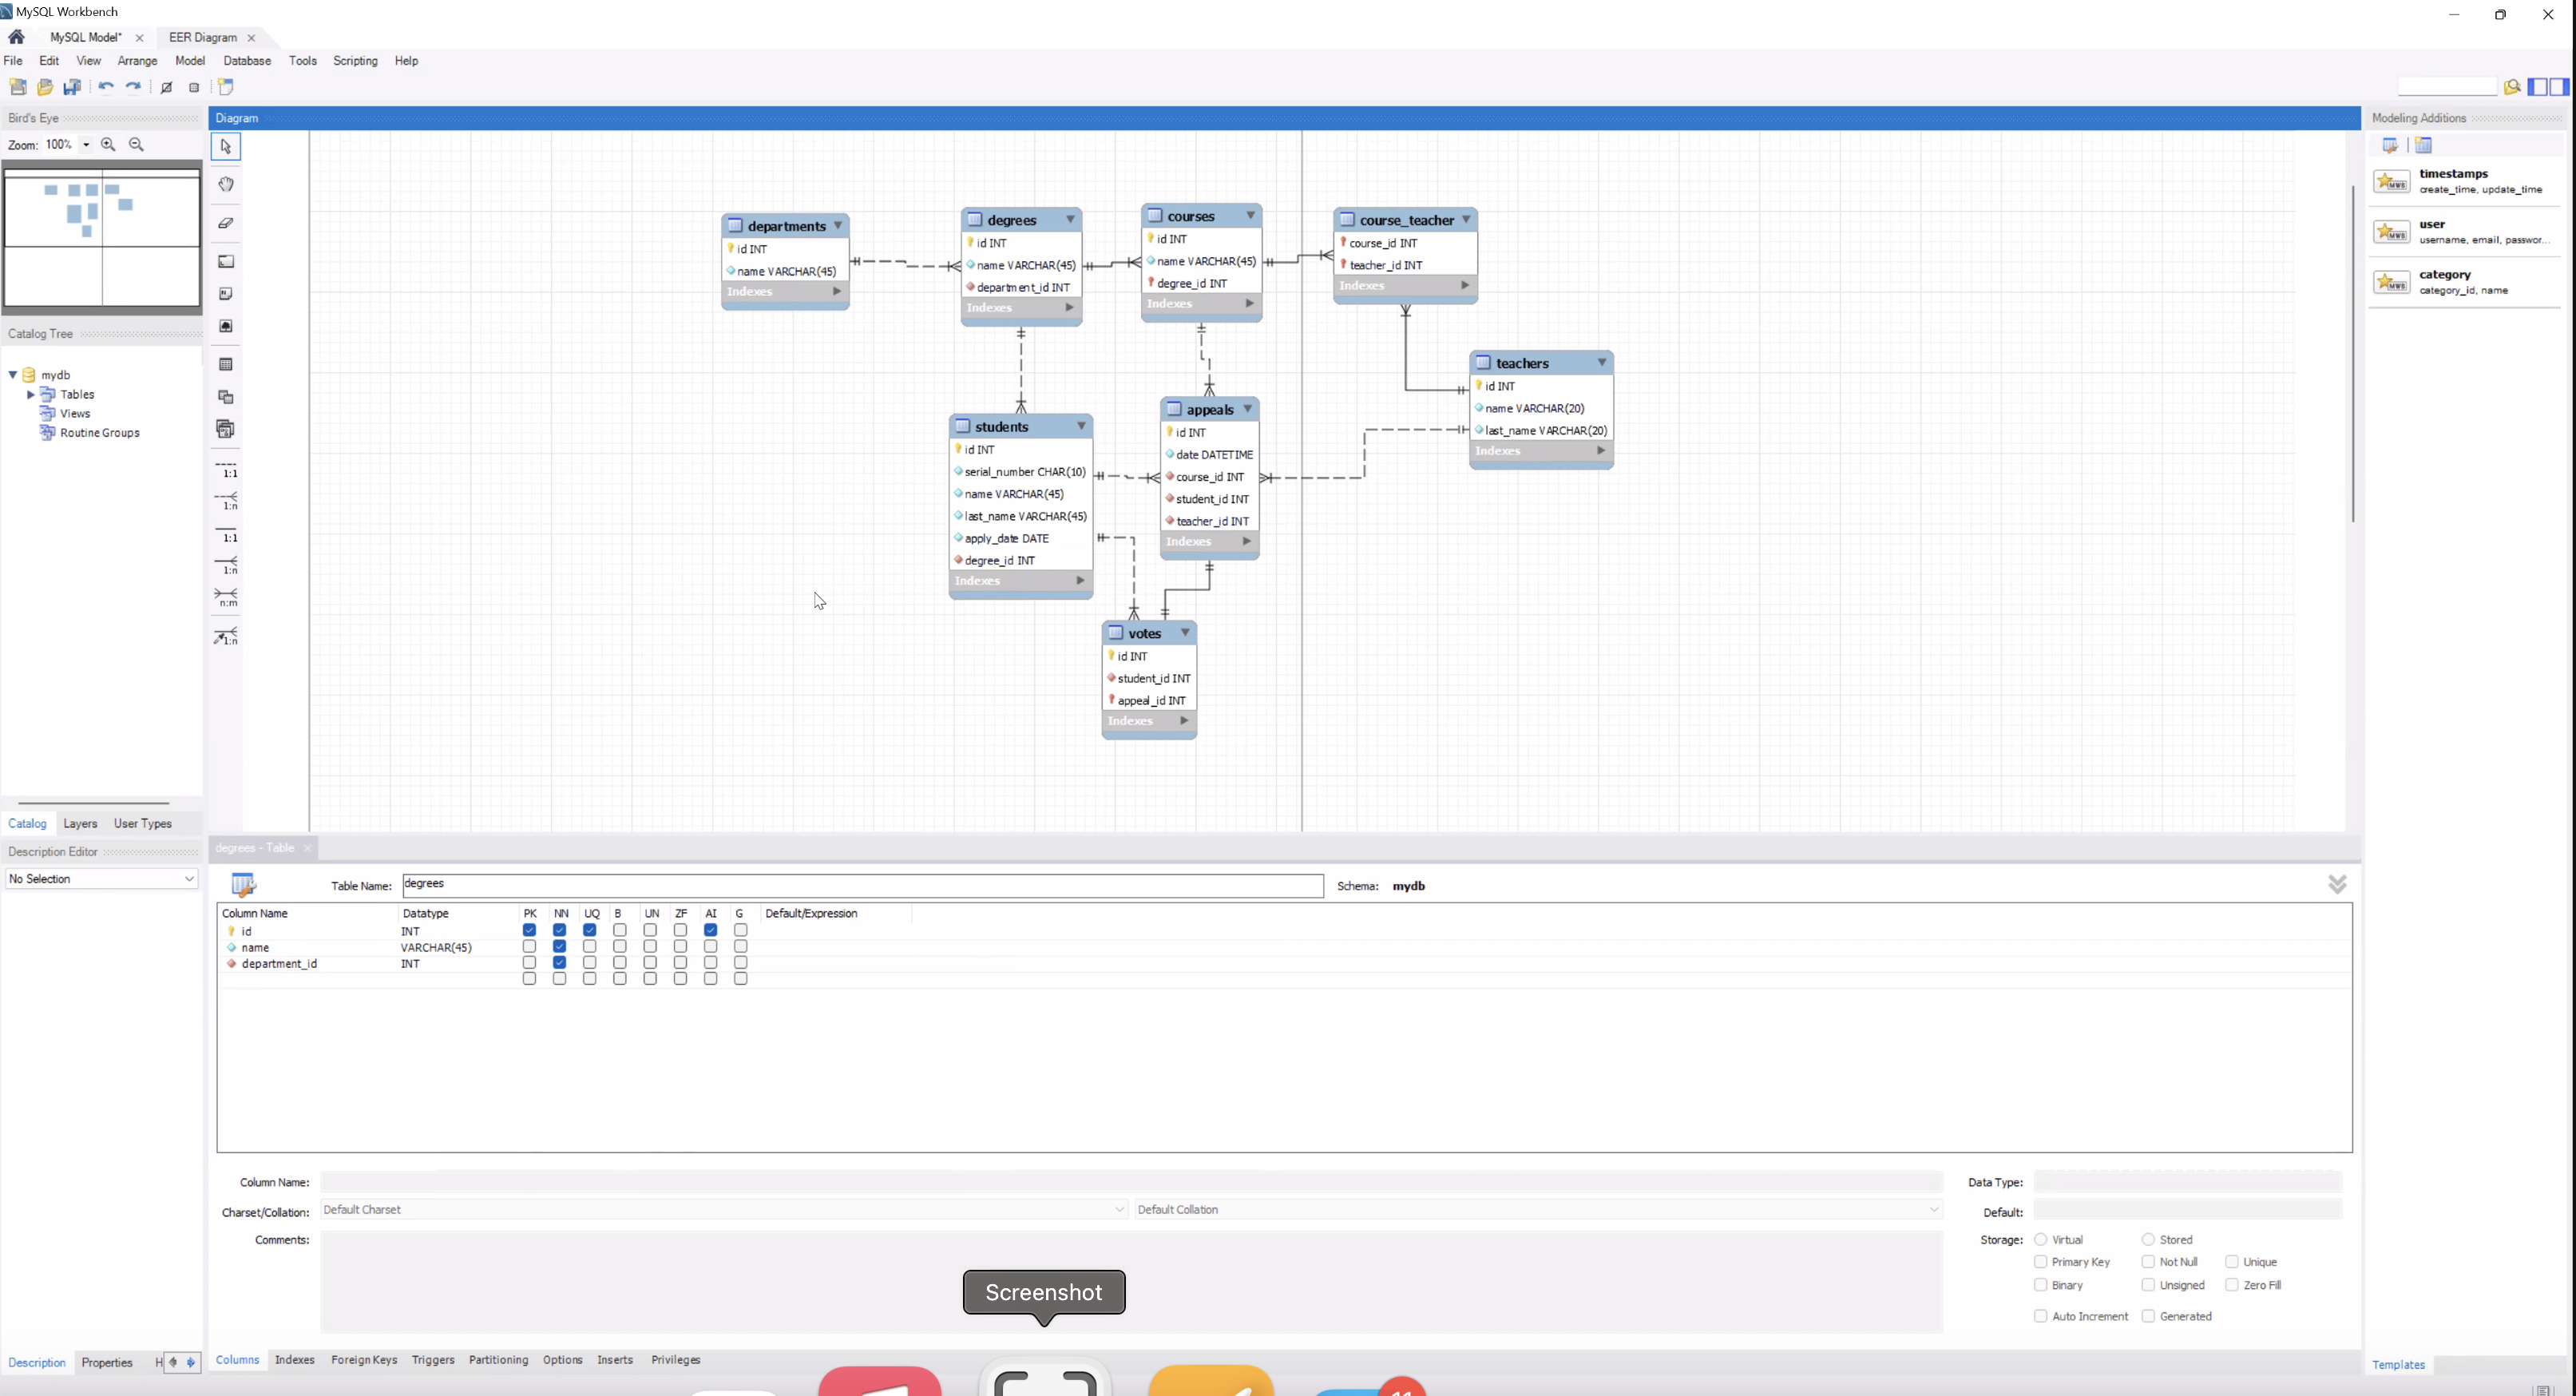 MySQL Workbench
MySQL Model*
EER Diagram
File Edit View Arrange Model Database Tools Scripting Help
Bird's Eye
Zoom: 100%
Catalog Tree
mydb
Tables
Views
Routine Groups
Catalog Layers User Types
Description Editor
No Selection
Description Properties H
Diagram
1:1
1:n
1:1
1:n
n:m
1:n
departments
id INT
name VARCHAR(45)
Indexes
degrees
id INT
name VARCHAR(45)
department_id INT
Indexes
courses
id INT
name VARCHAR(45)
degree_id INT
Indexes
course_teacher
course_id INT
teacher_id INT
Indexes
teachers
id INT
name VARCHAR(20)
last_name VARCHAR(20)
Indexes
students
id INT
serial_number CHAR(10)
name VARCHAR(45)
last_name VARCHAR(45)
apply_date DATE
degree_id INT
Indexes
appeals
id INT
date DATETIME
course_id INT
student_id INT
teacher_id INT
Indexes
votes
id INT
student_id INT
appeal_id INT
Indexes
Modeling Additions
timestamps
create_time, update_time
user
username, email, passwor...
category
category_id, name
Templates
degrees - Table
Table Name: degrees Schema: mydb
Column Name Datatype PK NN UQ B UN ZF AI G Default/Expression
id INT
name VARCHAR(45)
department_id INT
Column Name: Data Type:
Charset/Collation: Default Charset Default Collation Default:
Comments: Storage: Virtual Stored
Primary Key Not Null Unique
Binary Unsigned Zero Fill
Auto Increment Generated
Screenshot
Columns Indexes Foreign Keys Triggers Partitioning Options Inserts Privileges